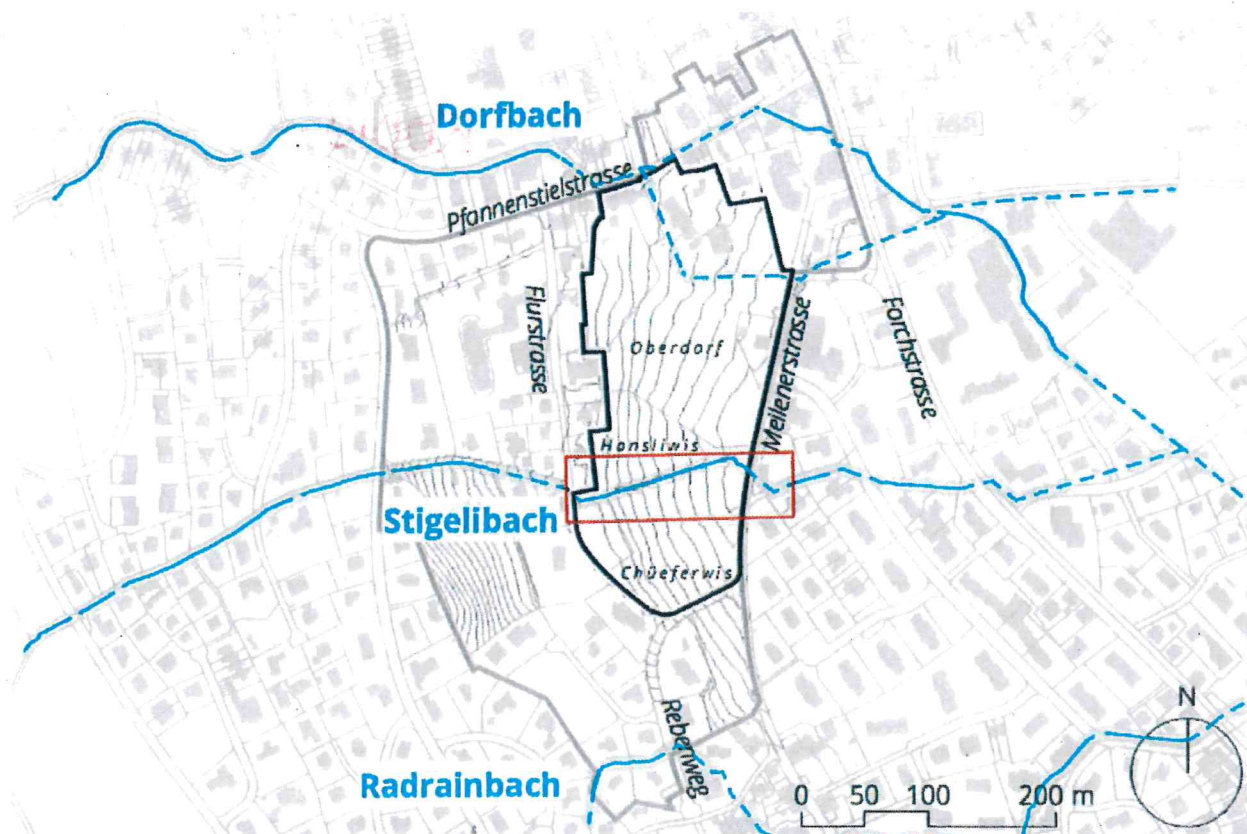 Dorfbach
Pfannenstielstrasse
Flurstrasse
Oberdorf
Meilenerstrasse
Forchstrasse
Hansliwis
Stigelibach
Chüeferwis
Rebenweg
Radrainbach
N
0 50 100 200 m